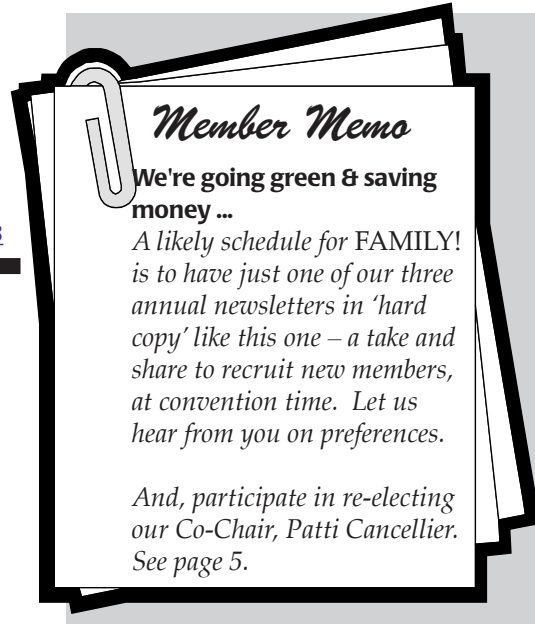 Member Memo
We're going green & saving
money ...
A likely schedule for FAMILY!
is to have just one of our three
annual newsletters in ‘hard
copy’ like this one – a take and
share to recruit new members,
at convention time. Let us
hear from you on preferences.
And, participate in re-electing
our Co-Chair, Patti Cancellier.
See page 5.